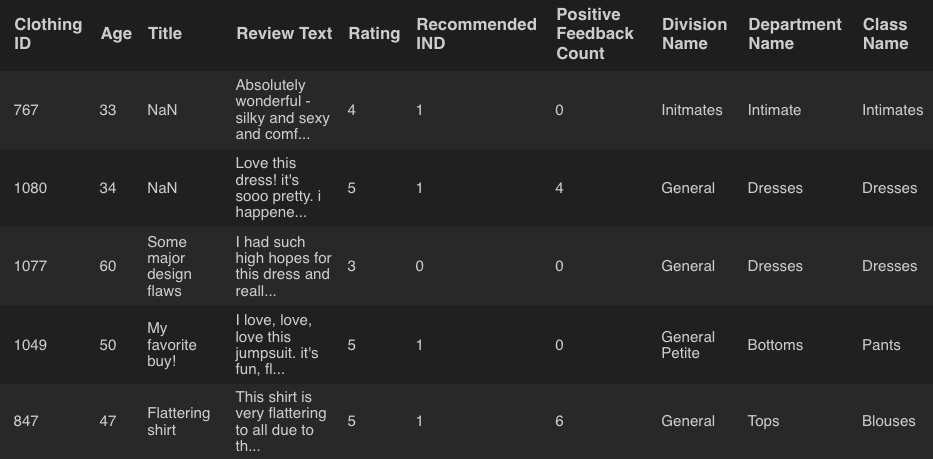 Clothing ID Age Title Review Text Rating Recommended IND Positive Feedback Count Division Name Department Name Class Name
767 33 NaN Absolutely wonderful - silky and sexy and comf... 4 1 0 Initmates Intimate Intimates
1080 34 NaN Love this dress! it's sooo pretty. i happene... 5 1 4 General Dresses Dresses
1077 60 Some major design flaws I had such high hopes for this dress and reall... 3 0 0 General Dresses Dresses
1049 50 My favorite buy! I love, love, love this jumpsuit. it's fun, fl... 5 1 0 General Petite Bottoms Pants
847 47 Flattering shirt This shirt is very flattering to all due to th... 5 1 6 General Tops Blouses